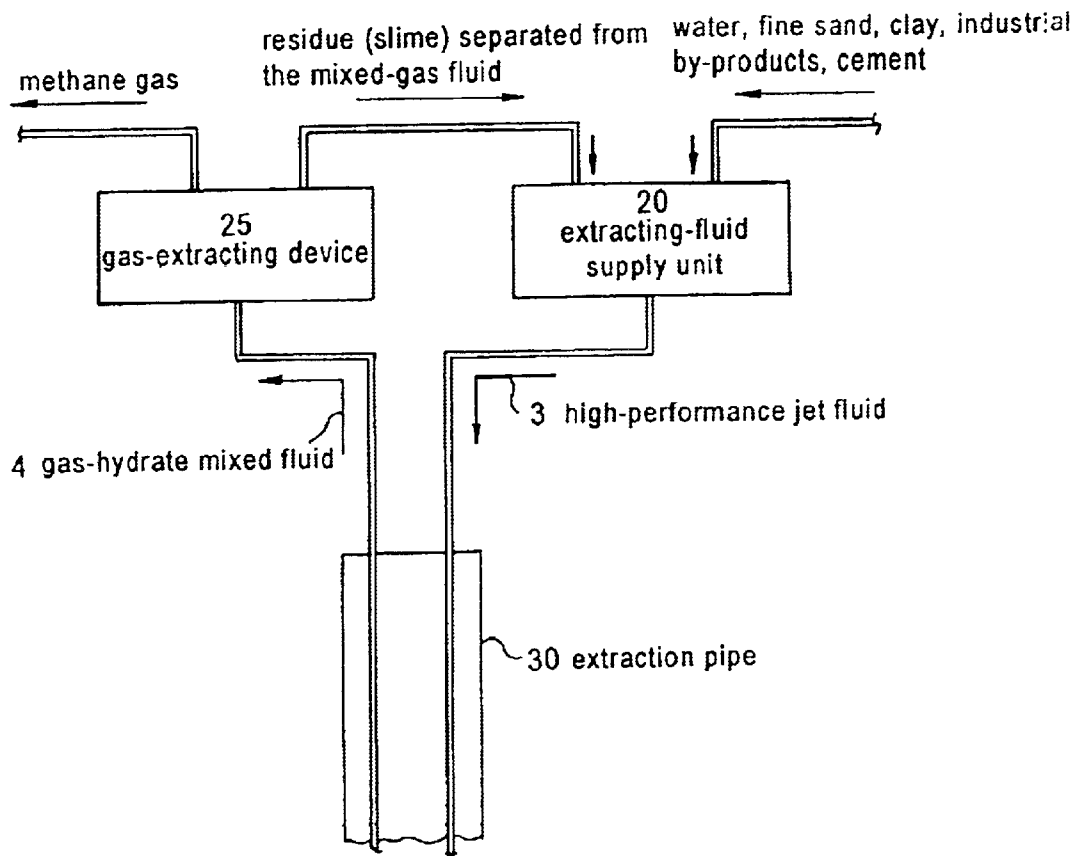 residue (slime) separated from
the mixed-gas fluid
water, fine sand, clay, industrial
by-products, cement
methane gas
25
gas-extracting device
20
extracting-fluid
supply unit
3 high-performance jet fluid
4 gas-hydrate mixed fluid
30 extraction pipe